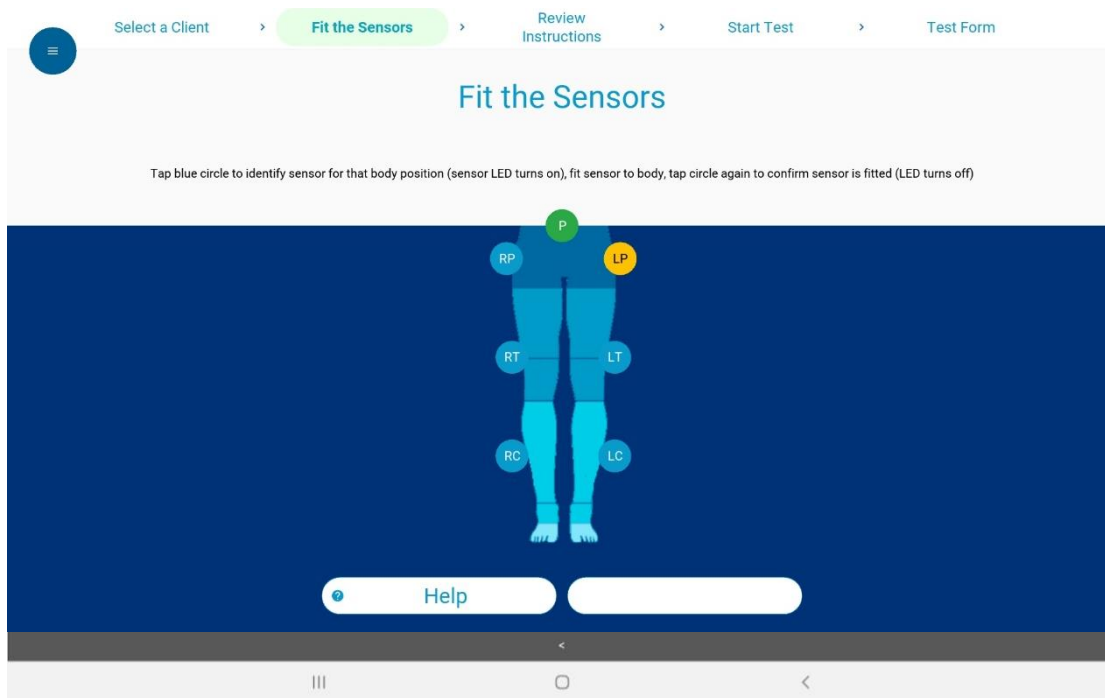 Select a Client > Fit the Sensors > Review Instructions > Start Test > Test Form
Fit the Sensors
Tap blue circle to identify sensor for that body position (sensor LED turns on), fit sensor to body, tap circle again to confirm sensor is fitted (LED turns off)
P
RP LP
RT LT
RC LC
? Help
<